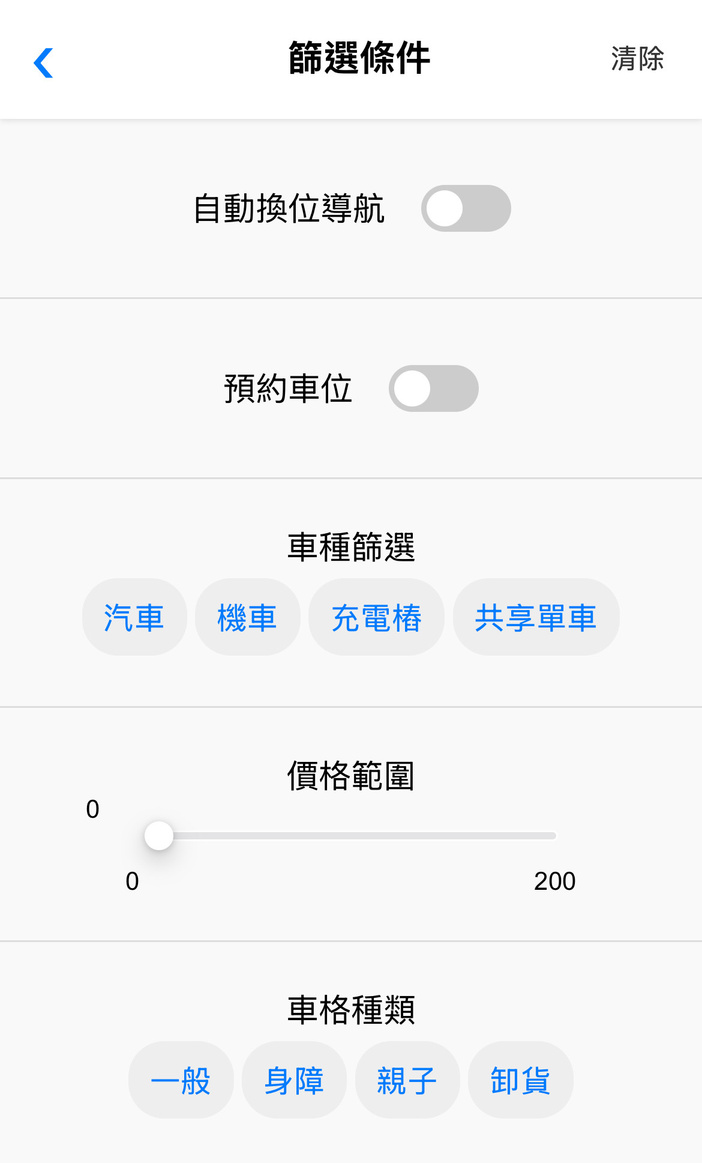 篩選條件 清除
自動換位導航
預約車位
車種篩選
汽車 機車 充電樁 共享單車
價格範圍
0
0 200
車格種類
一般 身障 親子 卸貨